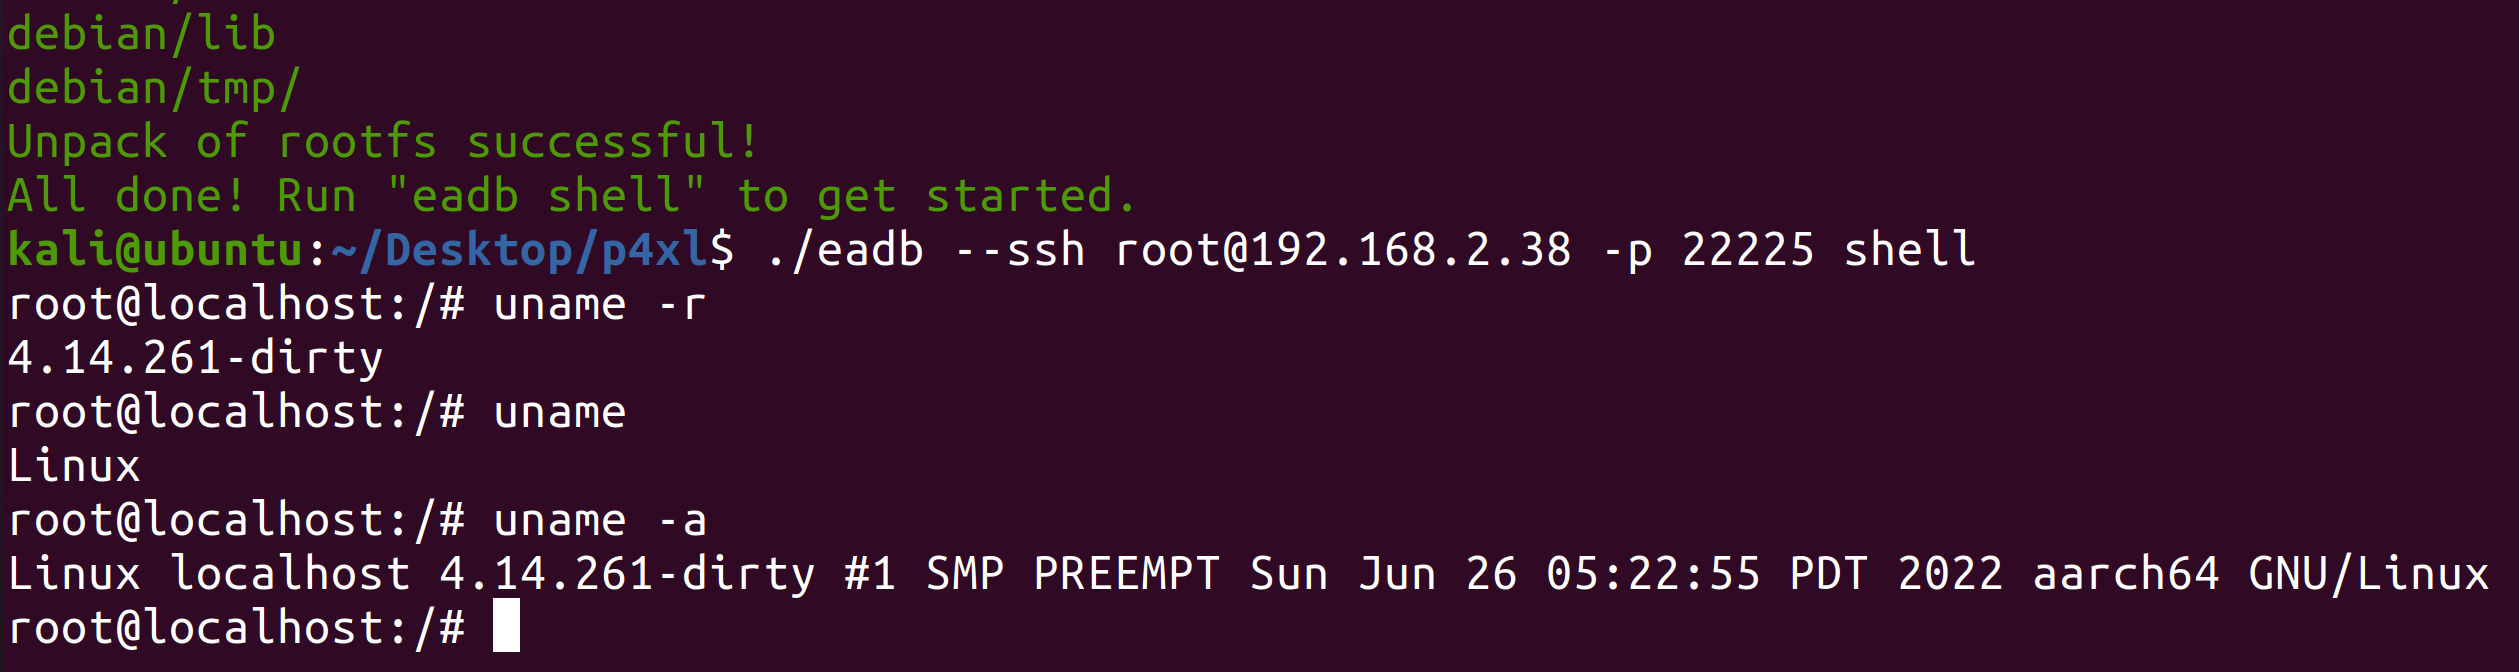 debian/lib
debian/tmp/
Unpack of rootfs successful!
All done! Run "eadb shell" to get started.
kali@ubuntu:~/Desktop/p4xl$ ./eadb --ssh root@192.168.2.38 -p 22225 shell
root@localhost:/# uname -r
4.14.261-dirty
root@localhost:/# uname
Linux
root@localhost:/# uname -a
Linux localhost 4.14.261-dirty #1 SMP PREEMPT Sun Jun 26 05:22:55 PDT 2022 aarch64 GNU/Linux
root@localhost:/#